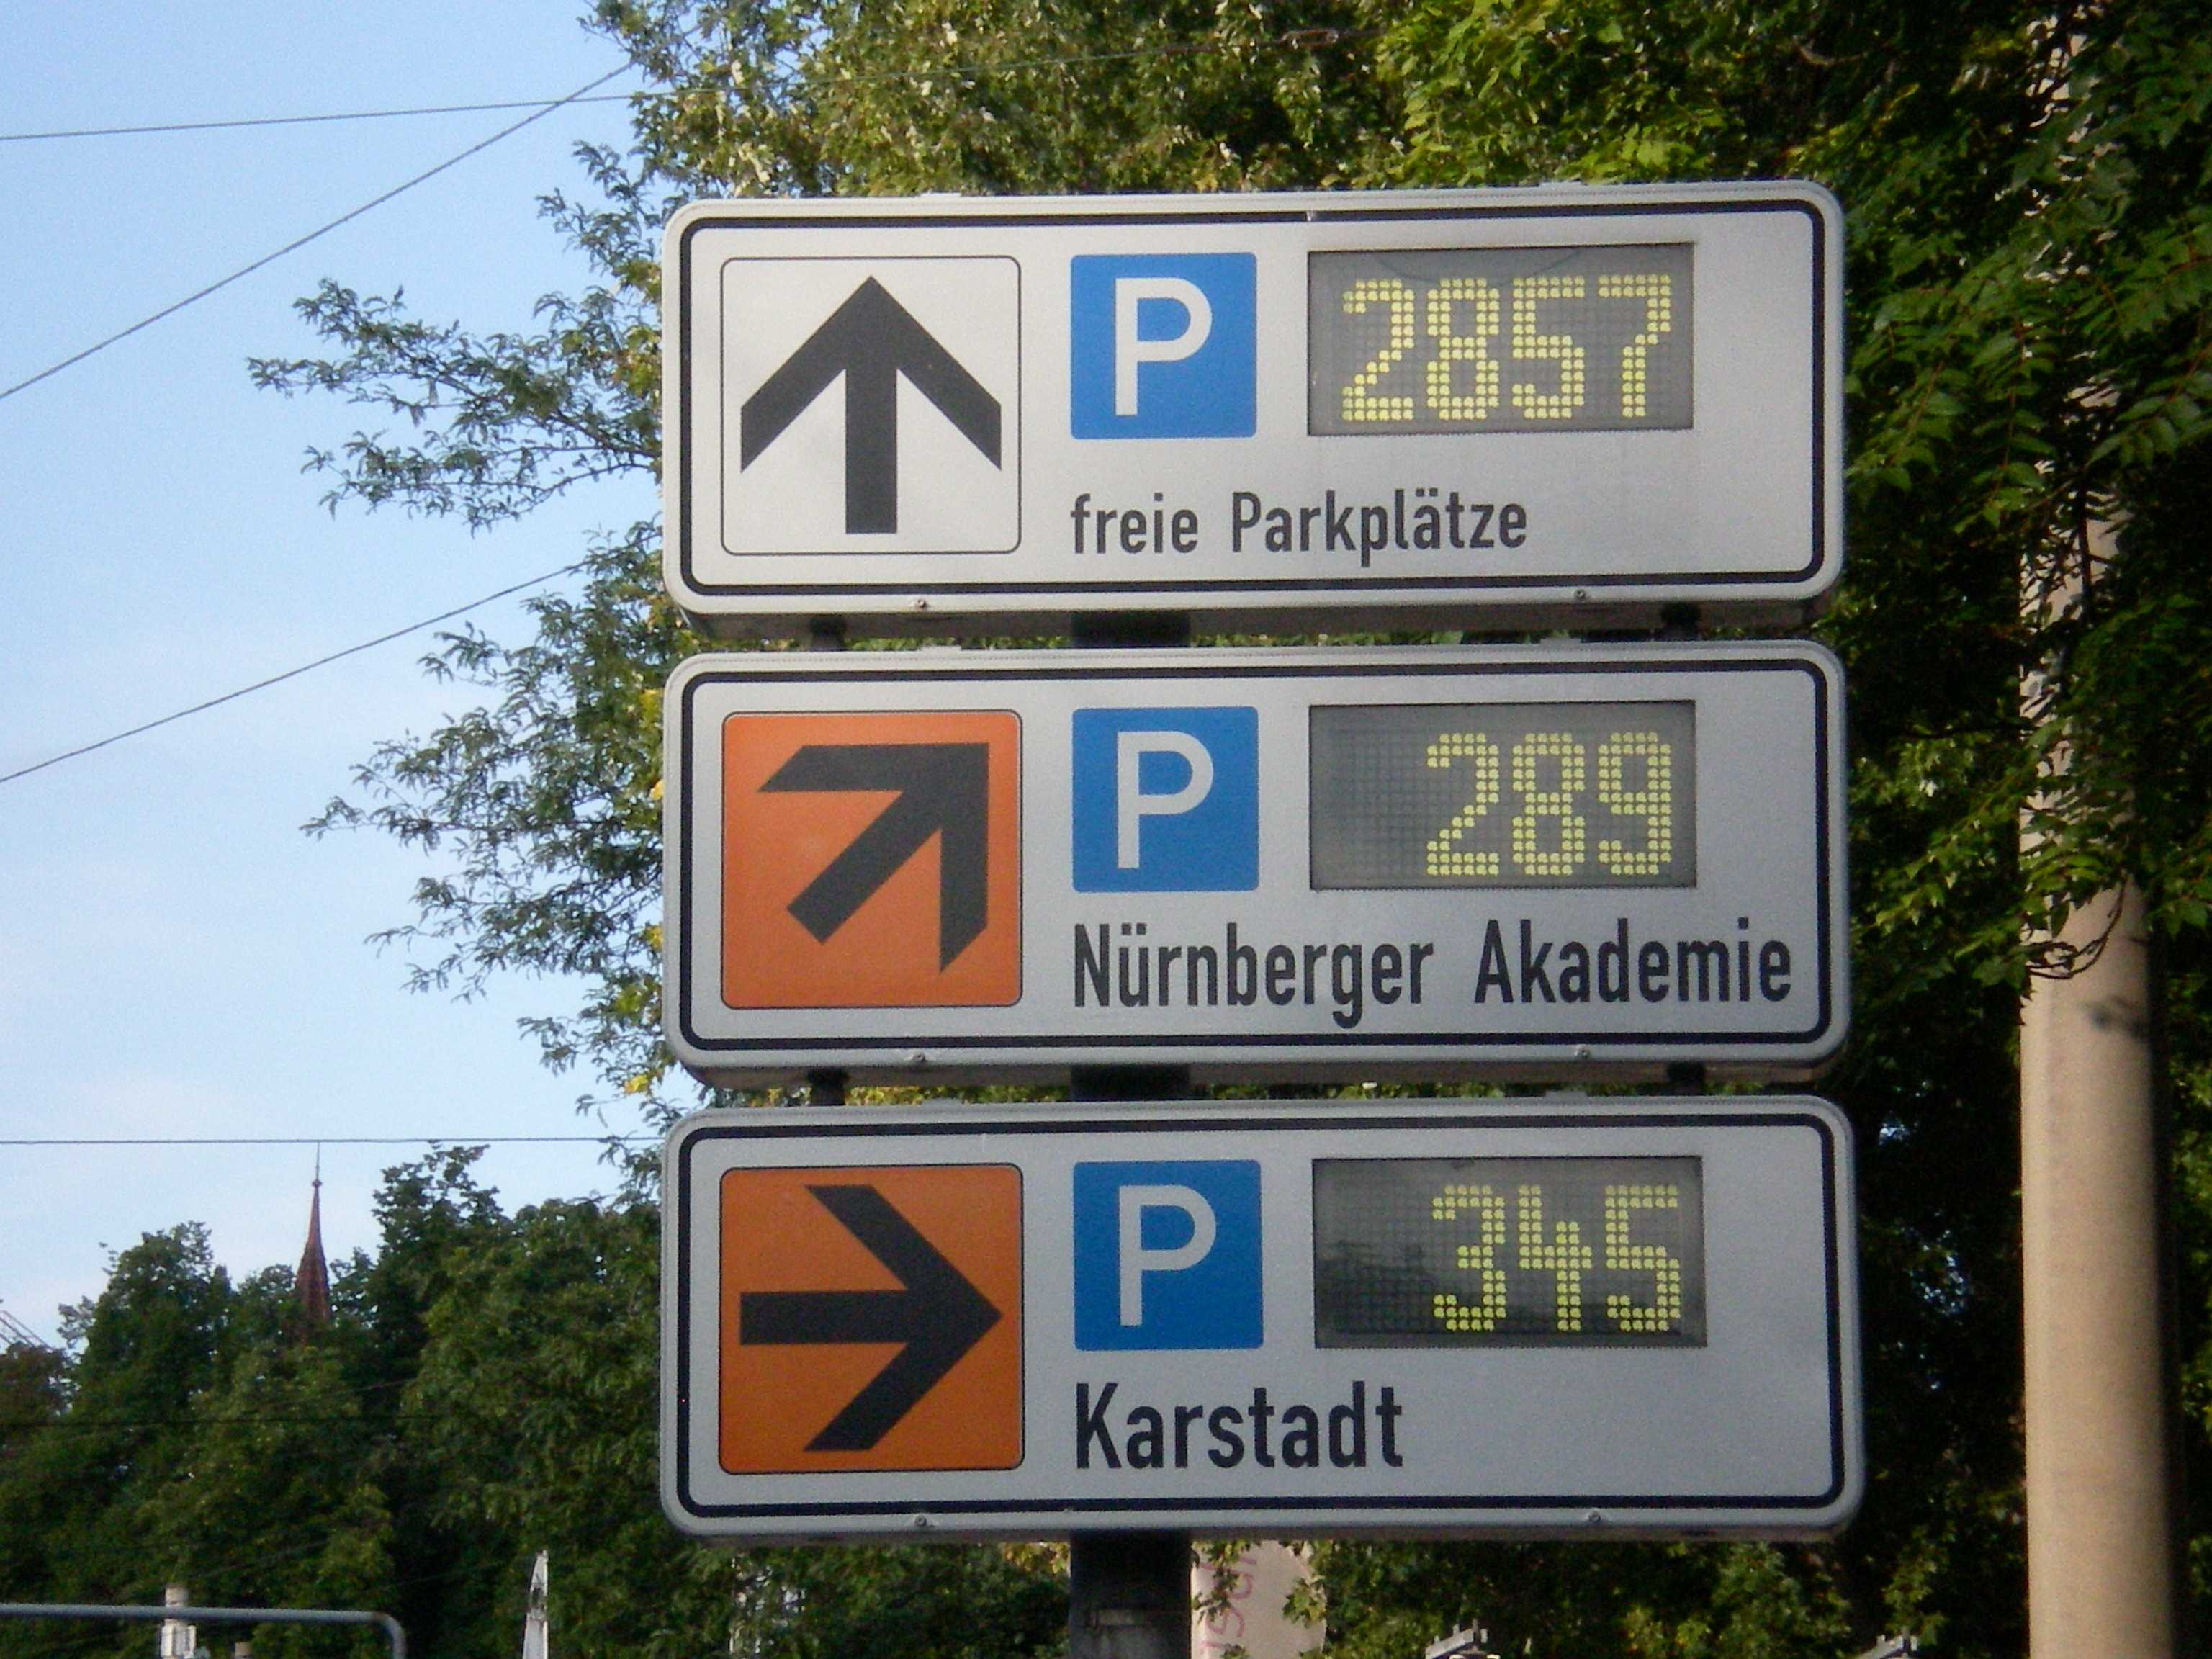 P 2857
freie Parkplätze
P 289
Nürnberger Akademie
P 345
Karstadt